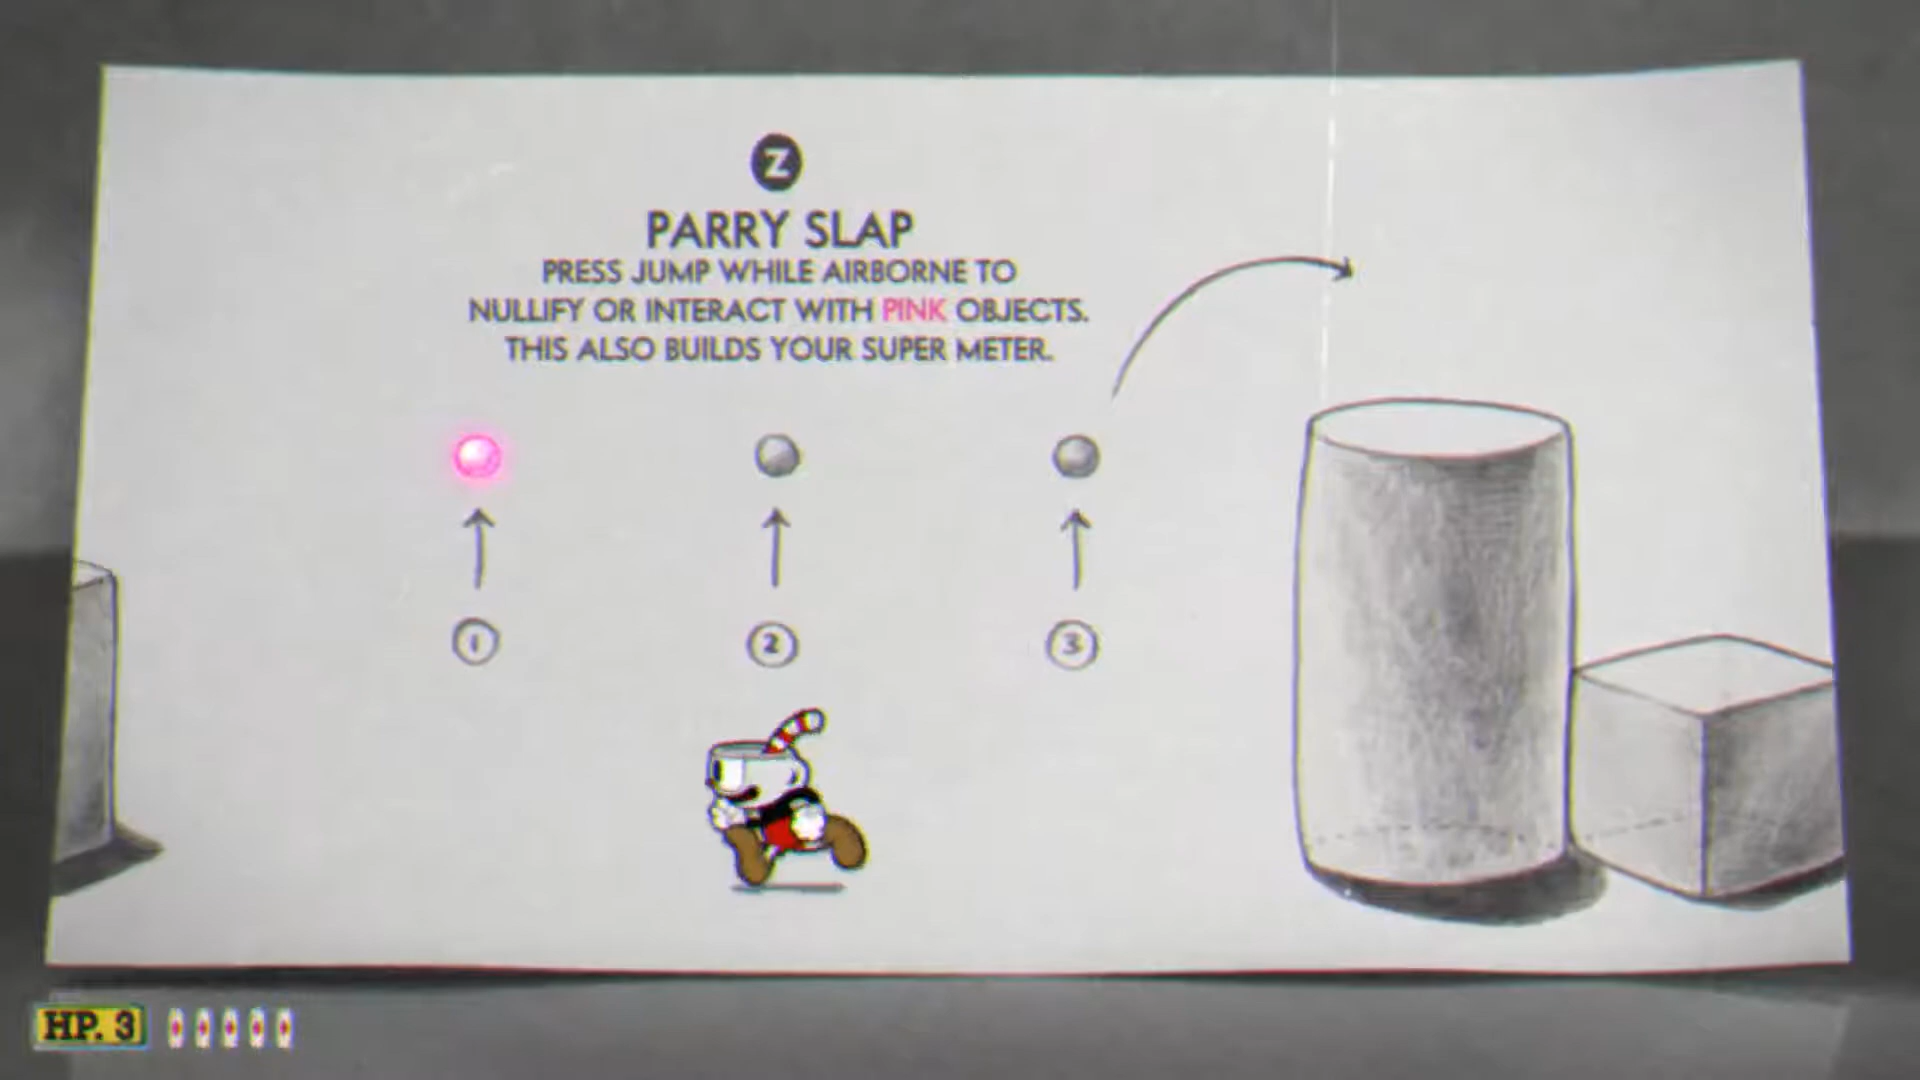 Z
PARRY SLAP
PRESS JUMP WHILE AIRBORNE TO
NULLIFY OR INTERACT WITH PINK OBJECTS.
THIS ALSO BUILDS YOUR SUPER METER.
1 2 3
HP. 3